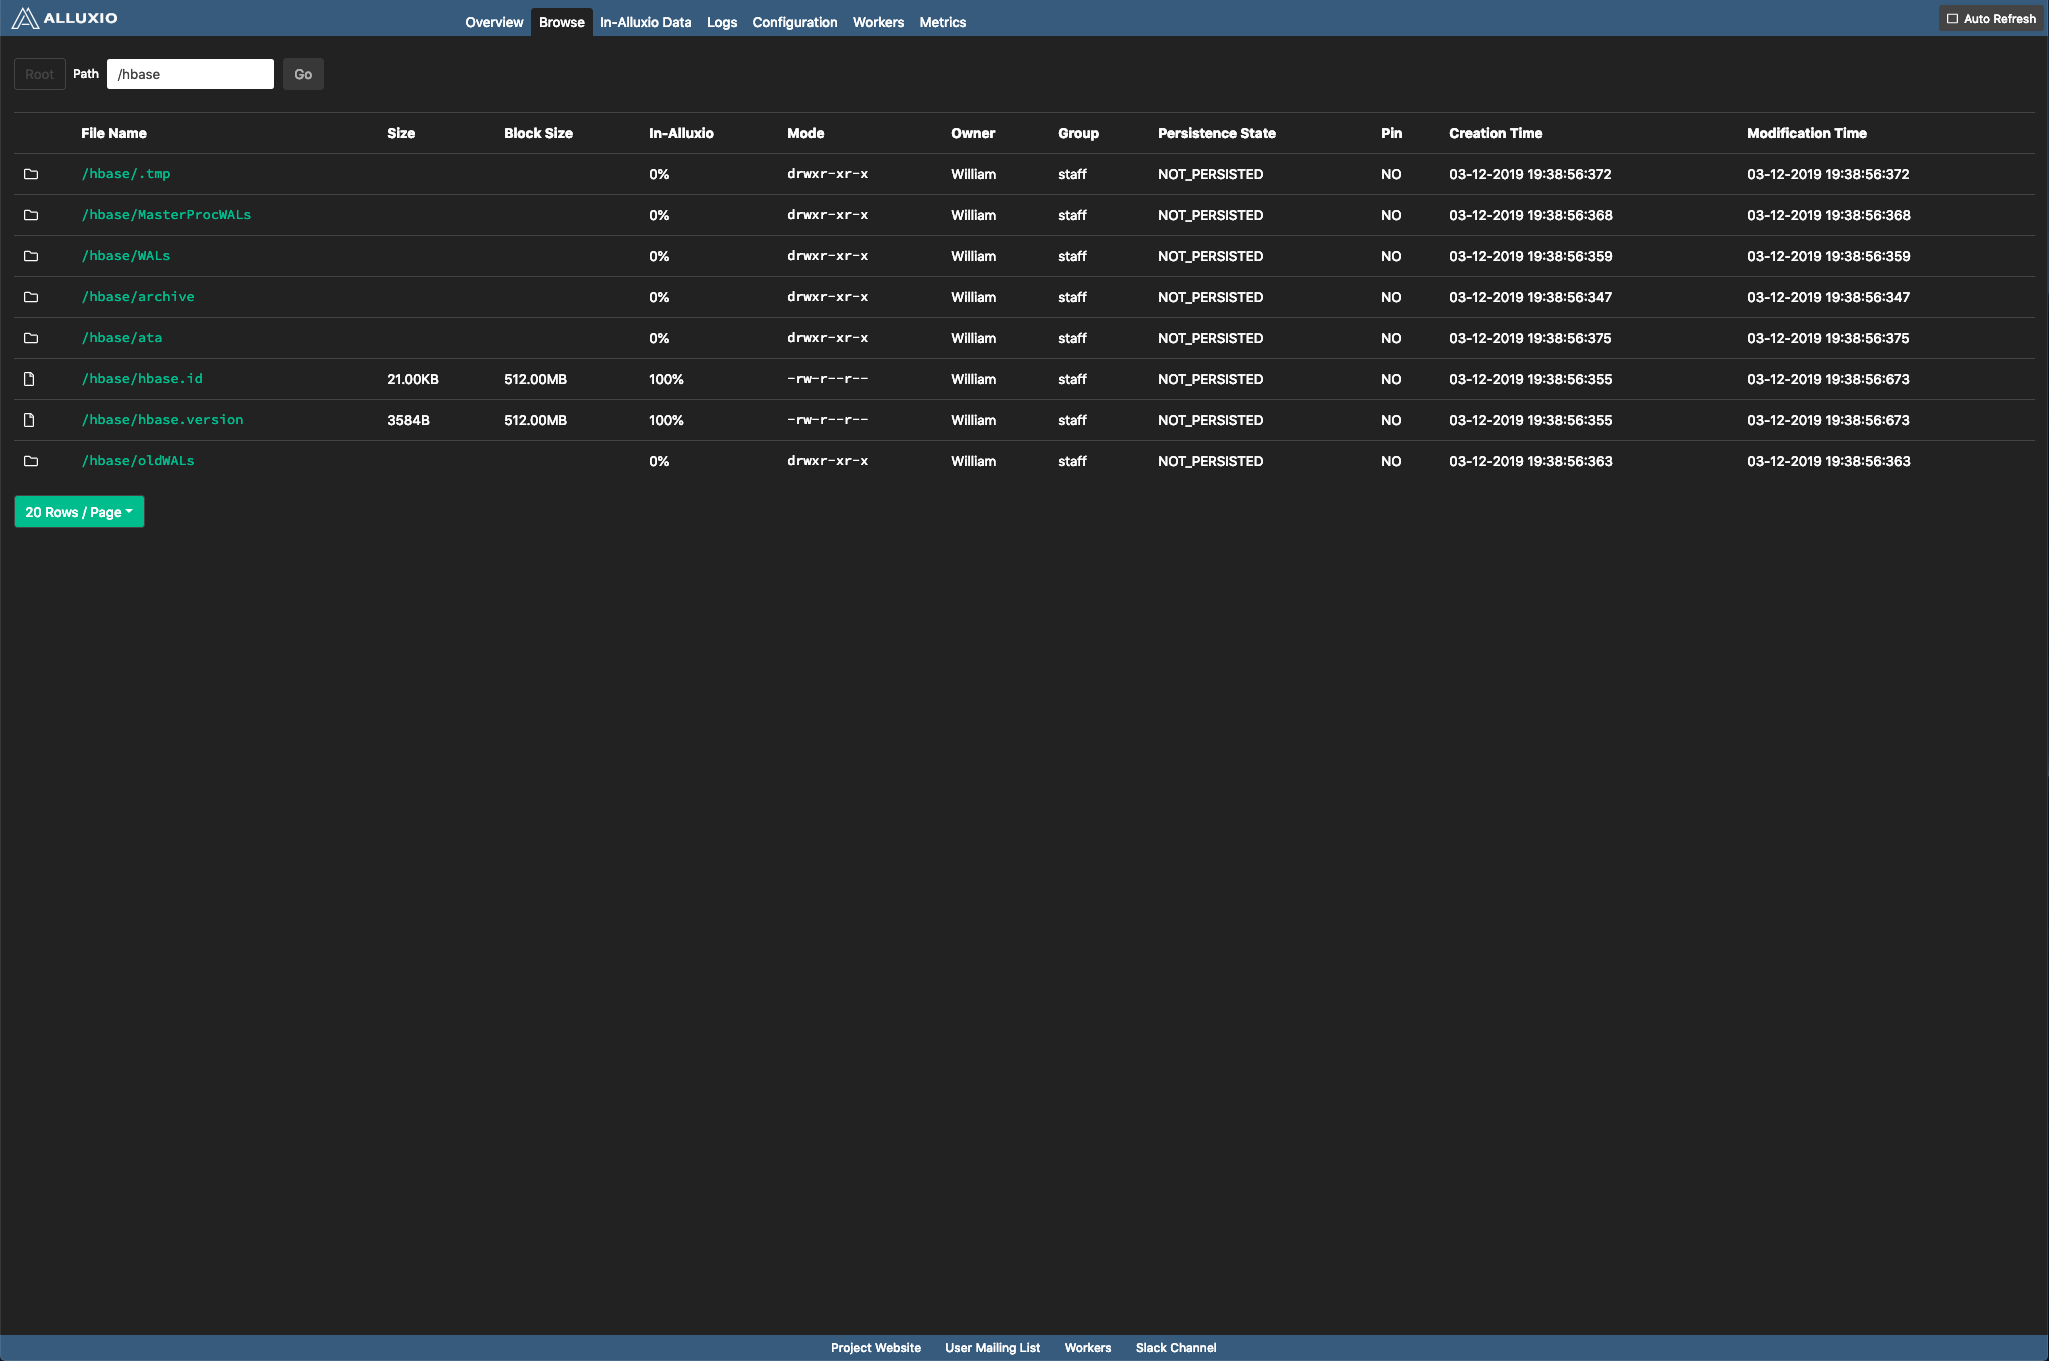 ALLUXIO Overview Browse In-Alluxio Data Logs Configuration Workers Metrics Auto Refresh
Root Path /hbase Go
File Name Size Block Size In-Alluxio Mode Owner Group Persistence State Pin Creation Time Modification Time
/hbase/.tmp 0% drwxr-xr-x William staff NOT_PERSISTED NO 03-12-2019 19:38:56:372 03-12-2019 19:38:56:372
/hbase/MasterProcWALs 0% drwxr-xr-x William staff NOT_PERSISTED NO 03-12-2019 19:38:56:368 03-12-2019 19:38:56:368
/hbase/WALs 0% drwxr-xr-x William staff NOT_PERSISTED NO 03-12-2019 19:38:56:359 03-12-2019 19:38:56:359
/hbase/archive 0% drwxr-xr-x William staff NOT_PERSISTED NO 03-12-2019 19:38:56:347 03-12-2019 19:38:56:347
/hbase/ata 0% drwxr-xr-x William staff NOT_PERSISTED NO 03-12-2019 19:38:56:375 03-12-2019 19:38:56:375
/hbase/hbase.id 21.00KB 512.00MB 100% -rw-r--r-- William staff NOT_PERSISTED NO 03-12-2019 19:38:56:355 03-12-2019 19:38:56:673
/hbase/hbase.version 3584B 512.00MB 100% -rw-r--r-- William staff NOT_PERSISTED NO 03-12-2019 19:38:56:355 03-12-2019 19:38:56:673
/hbase/oldWALs 0% drwxr-xr-x William staff NOT_PERSISTED NO 03-12-2019 19:38:56:363 03-12-2019 19:38:56:363
20 Rows / Page
Project Website User Mailing List Workers Slack Channel